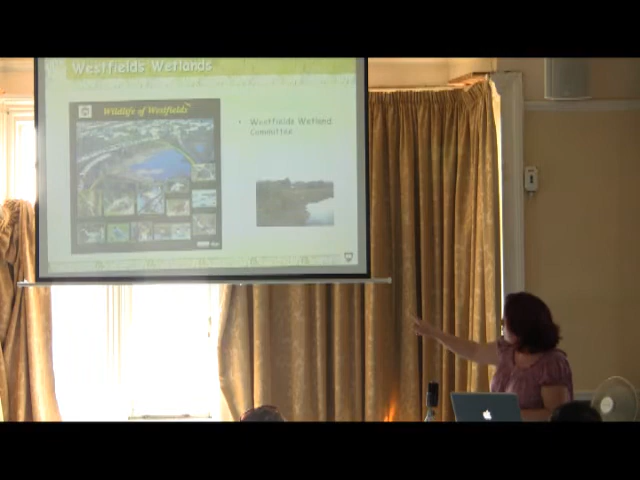 Westfields Wetlands
Wildlife of Westfields
• Westfields Wetland
Committee